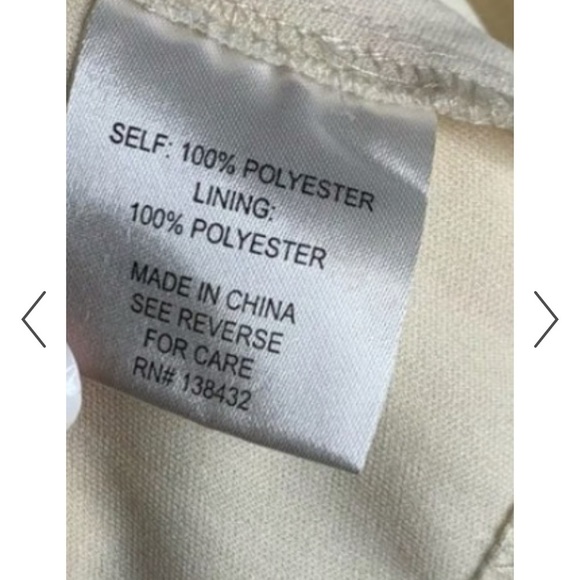 SELF: 100% POLYESTER
LINING:
100% POLYESTER
MADE IN CHINA
SEE REVERSE
FOR CARE
RN# 138432